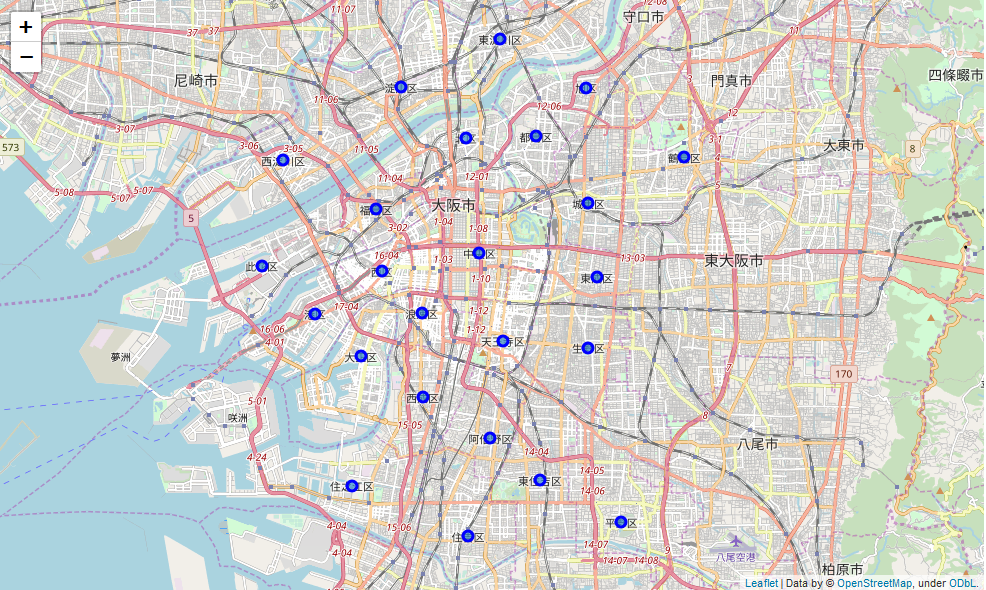 +
−
11-07
12-08
守口市
37
37
11
東淀川区
尼崎市
3
門真市
四條畷市
淀川区
旭区
11-06
12-06
12
3-07
都島区
3-1
573
3-06
3-05
11-05
大東市
8
西淀川区
鶴見区
4
11-04
12-01
5
5-08
5-07
5-07
大阪市
城東区
福島区
5
1-04
3-02
1-08
16-04
1-03
中央区
13-03
東大阪市
此花区
西区
1-10
東成区
17-04
港区
浪速区
1-12
16-06
1-12
4-01
天王寺区
生野区
夢洲
大正区
7
170
3
5-01
西成区
咲洲
8
15-05
阿倍野区
八尾市
4-24
14-04
14-05
住之江区
東住吉区
14-06
4-04
15-06
平野区
住吉区
14-07
八尾空港
4-04
14-07
14-08
9
柏原市
Leaflet | Data by © OpenStreetMap, under ODbL.